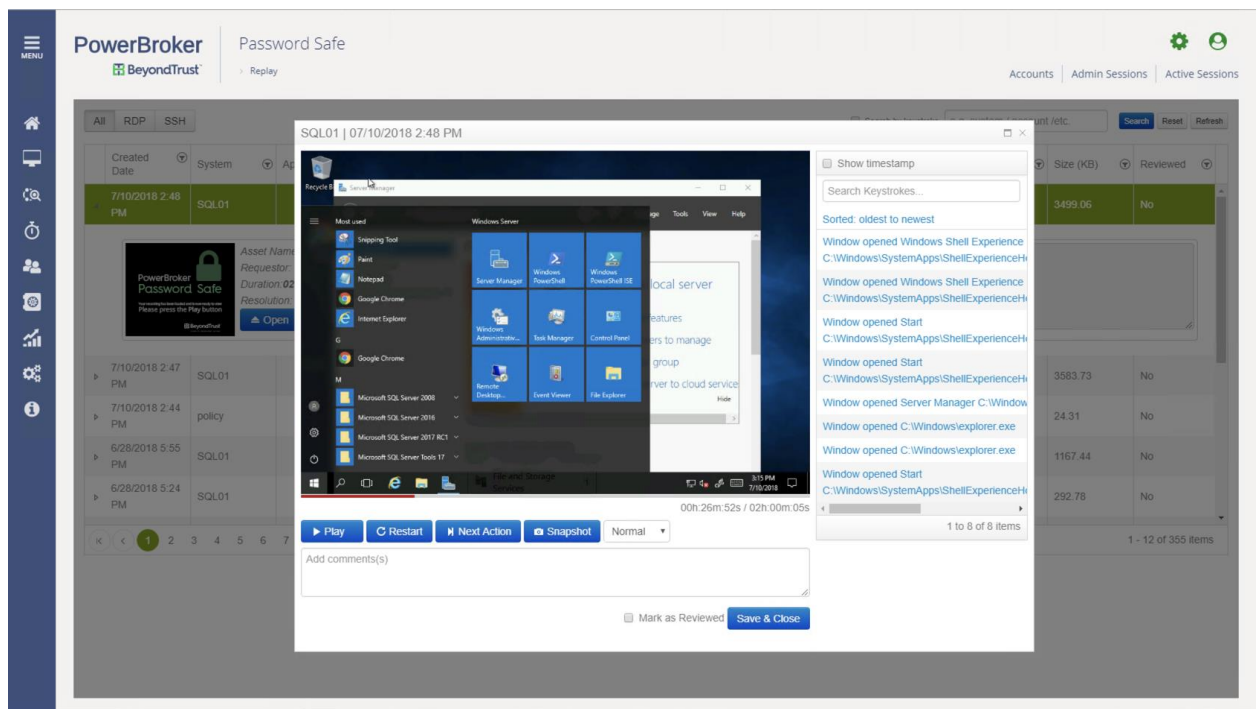 MENU
PowerBroker
BeyondTrust
Password Safe
> Replay
Accounts
Admin Sessions
Active Sessions
All
RDP
SSH
Search
Reset
Refresh
Created Date
System
Size (KB)
Reviewed
7/10/2018 2:48 PM
SQL01
3499.06
No
PowerBroker
Password Safe
Please press the Play button
BeyondTrust
Asset Name
Requestor:
Duration:02
Resolution:
Open
7/10/2018 2:47 PM
SQL01
3583.73
No
7/10/2018 2:44 PM
policy
24.31
No
6/28/2018 5:55 PM
SQL01
1167.44
No
6/28/2018 5:24 PM
SQL01
292.78
No
1 2 3 4 5 6 7
1 - 12 of 355 items
SQL01 | 07/10/2018 2:48 PM
Recycle B
Server Manager
Tools View Help
Most used
Snipping Tool
Paint
Notepad
Google Chrome
Internet Explorer
G
Google Chrome
M
Microsoft SQL Server 2008
Microsoft SQL Server 2016
Microsoft SQL Server 2017 RC1
Microsoft SQL Server Tools 17
Windows Server
Server Manager
Windows PowerShell
Windows PowerShell ISE
Windows Administrativ...
Task Manager
Control Panel
Remote Desktop...
Event Viewer
File Explorer
local server
features
ers to manage
group
rver to cloud service
Hide
File and Storage
Services
3:15 PM
7/10/2018
00h:26m:52s / 02h:00m:05s
Play
Restart
Next Action
Snapshot
Normal
Add comments(s)
Mark as Reviewed
Save & Close
Show timestamp
Search Keystrokes...
Sorted: oldest to newest
Window opened Windows Shell Experience
C:\Windows\SystemApps\ShellExperienceH
Window opened Windows Shell Experience
C:\Windows\SystemApps\ShellExperienceH
Window opened Start
C:\Windows\SystemApps\ShellExperienceH
Window opened Start
C:\Windows\SystemApps\ShellExperienceH
Window opened Server Manager C:\Window
Window opened C:\Windows\explorer.exe
Window opened C:\Windows\explorer.exe
Window opened Start
C:\Windows\SystemApps\ShellExperienceH
1 to 8 of 8 items